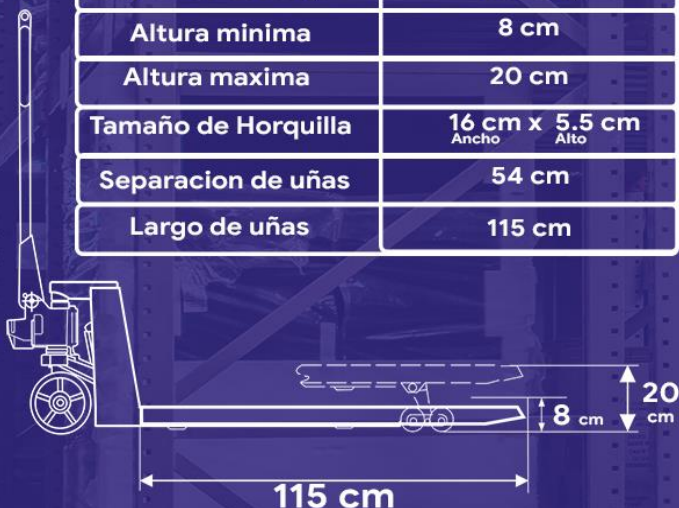 Altura minima 8 cm
Altura maxima 20 cm
Tamaño de Horquilla 16 cm x 5.5 cm
Ancho Alto
Separacion de uñas 54 cm
Largo de uñas 115 cm
20
8 cm cm
115 cm